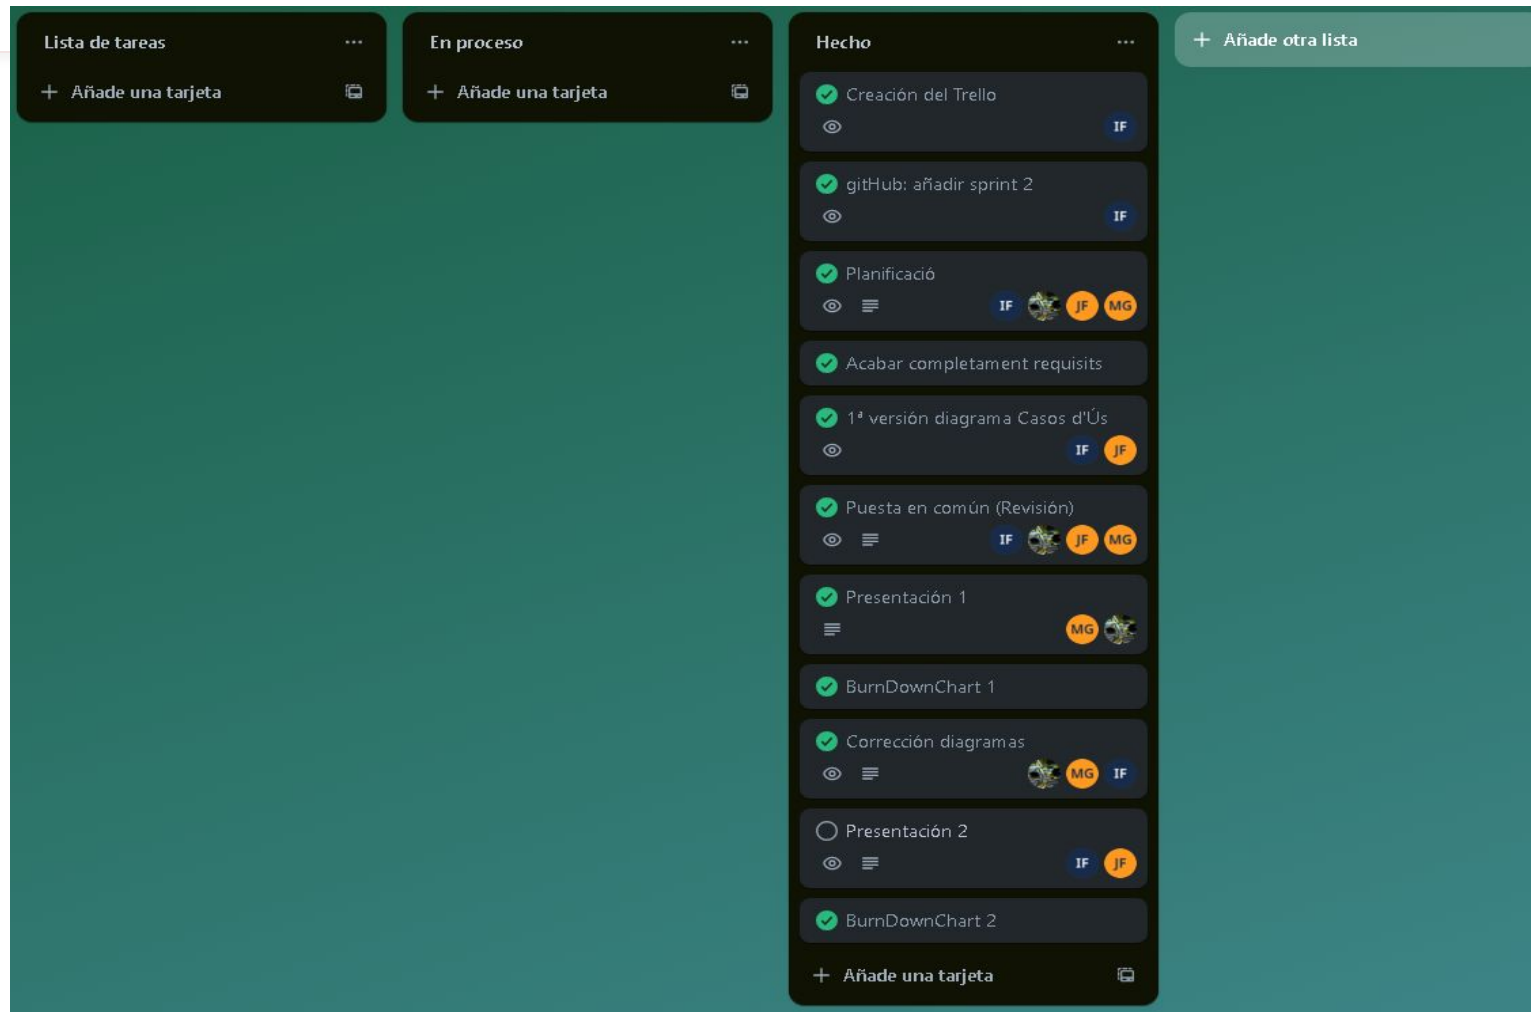 Lista de tareas
Añade una tarjeta
En proceso
Añade una tarjeta
Hecho
Creación del Trello
IF
gitHub: añadir sprint 2
IF
Planificació
IF JF MG
Acabar completament requisits
1ª versión diagrama Casos d'Ús
IF JF
Puesta en común (Revisión)
IF JF MG
Presentación 1
MG
BurnDownChart 1
Corrección diagramas
MG IF
Presentación 2
IF JF
BurnDownChart 2
Añade una tarjeta
Añade otra lista